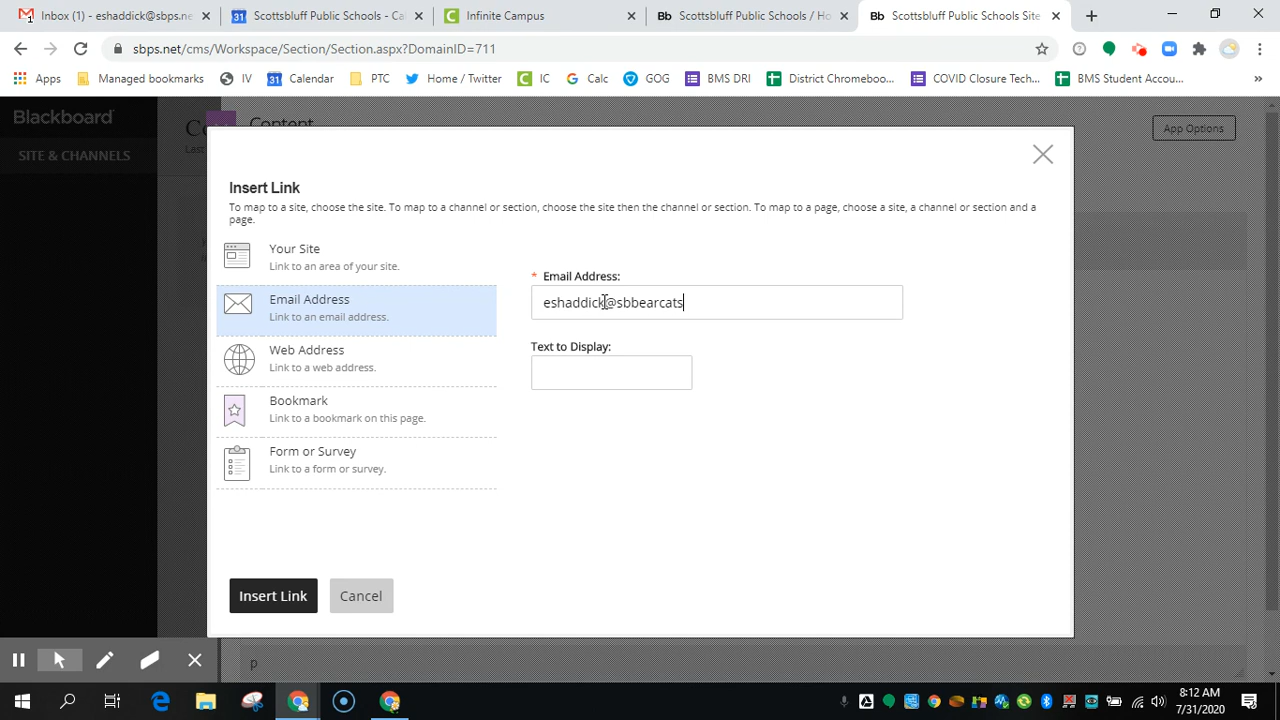 Inbox (1) - eshaddick@sbps.ne
Scottsbluff Public Schools - Ca
Infinite Campus
Bb Scottsbluff Public Schools / Ho
Bb Scottsbluff Public Schools Site
sbps.net/cms/Workspace/Section/Section.aspx?DomainID=711
Apps
Managed bookmarks
IV
Calendar
PTC
Home / Twitter
IC
Calc
GOG
BMS DRI
District Chromeboo...
COVID Closure Tech...
BMS Student Accou...
»
Blackboard
SITE & CHANNELS
Content
App Options
Insert Link
To map to a site, choose the site. To map to a channel or section, choose the site then the channel or section. To map to a page, choose a site, a channel or section and a
page.
Your Site
Link to an area of your site.
Email Address
Link to an email address.
Web Address
Link to a web address.
Bookmark
Link to a bookmark on this page.
Form or Survey
Link to a form or survey.
* Email Address:
eshaddick@sbbearcats
Text to Display:
Insert Link
Cancel
p
8:12 AM
7/31/2020